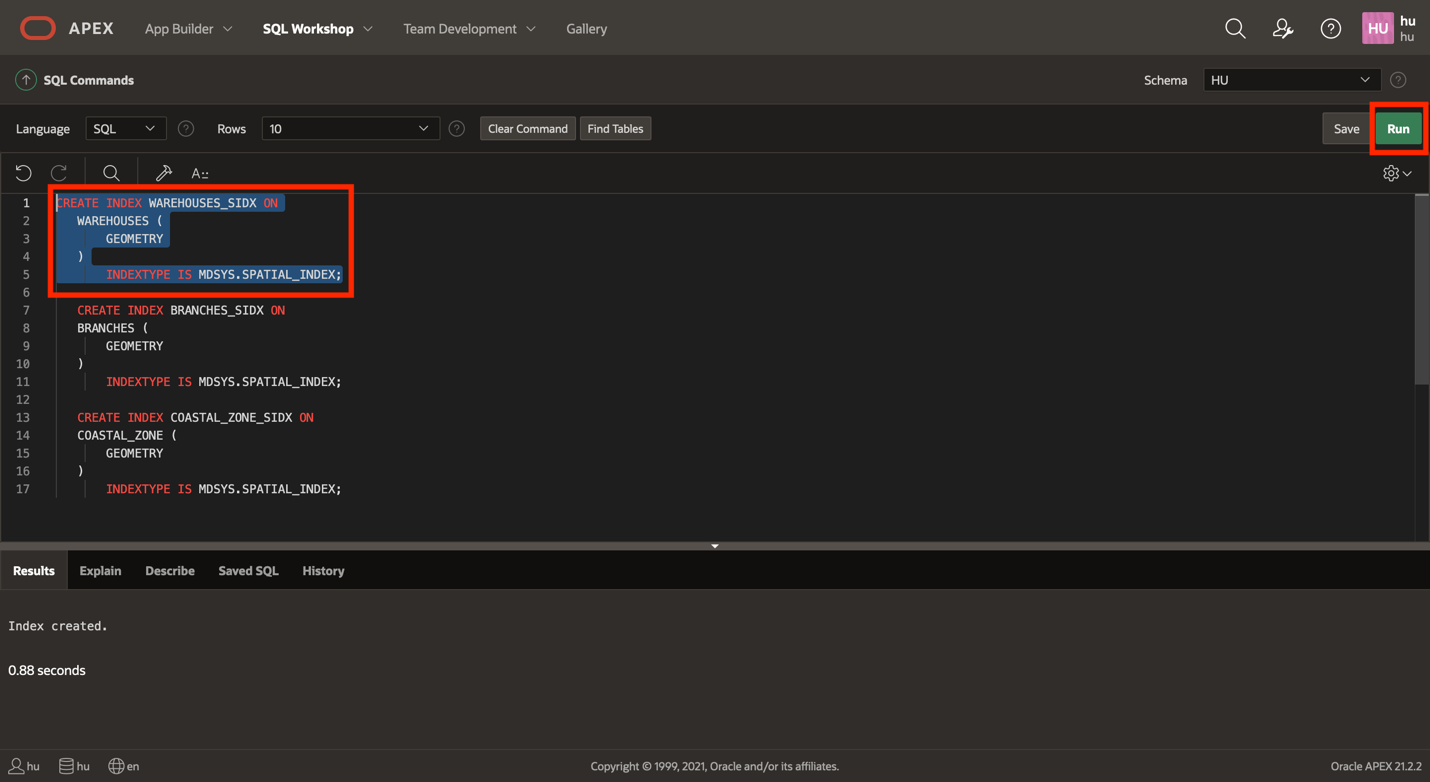 APEX App Builder SQL Workshop Team Development Gallery HU hu
hu
SQL Commands Schema HU
Language SQL Rows 10 Clear Command Find Tables Save Run
A::
1 CREATE INDEX WAREHOUSES_SIDX ON
2 WAREHOUSES (
3 GEOMETRY
4 )
5 INDEXTYPE IS MDSYS.SPATIAL_INDEX;
6
7 CREATE INDEX BRANCHES_SIDX ON
8 BRANCHES (
9 GEOMETRY
10 )
11 INDEXTYPE IS MDSYS.SPATIAL_INDEX;
12
13 CREATE INDEX COASTAL_ZONE_SIDX ON
14 COASTAL_ZONE (
15 GEOMETRY
16 )
17 INDEXTYPE IS MDSYS.SPATIAL_INDEX;
Results Explain Describe Saved SQL History
Index created.
0.88 seconds
hu hu en Copyright © 1999, 2021, Oracle and/or its affiliates. Oracle APEX 21.2.2